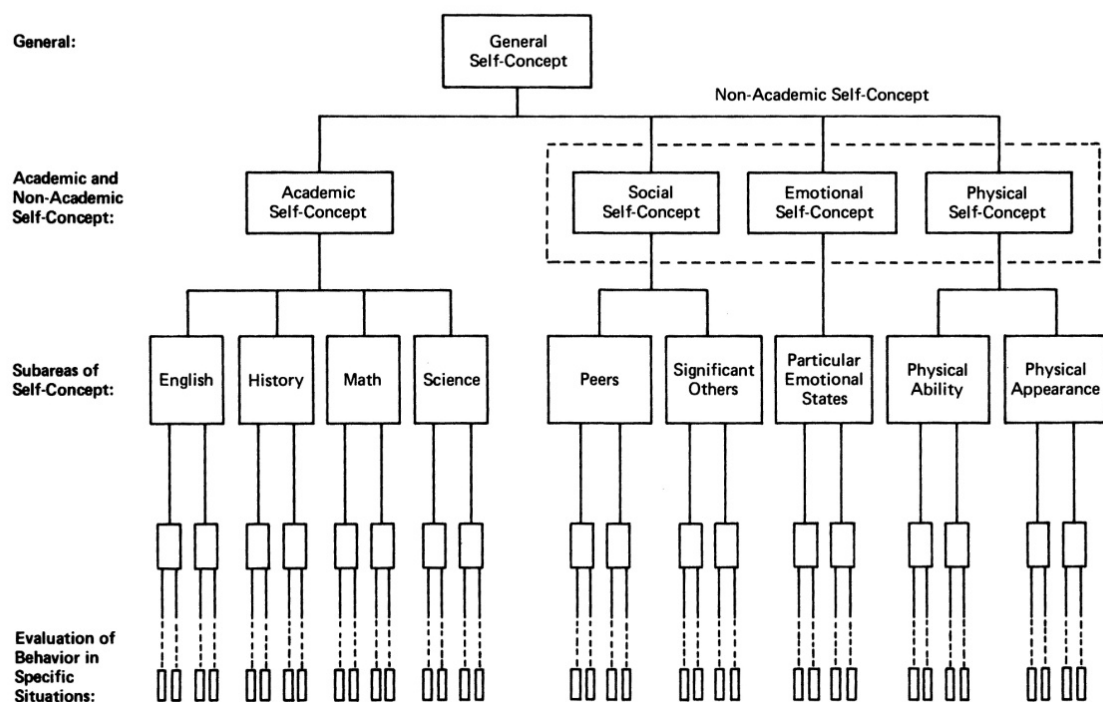 General:
General
Self-Concept
Non-Academic Self-Concept
Academic and
Non-Academic
Self-Concept:
Academic
Self-Concept
Social
Self-Concept
Emotional
Self-Concept
Physical
Self-Concept
Subareas of
Self-Concept:
English
History
Math
Science
Peers
Significant
Others
Particular
Emotional
States
Physical
Ability
Physical
Appearance
Evaluation of
Behavior in
Specific
Situations: